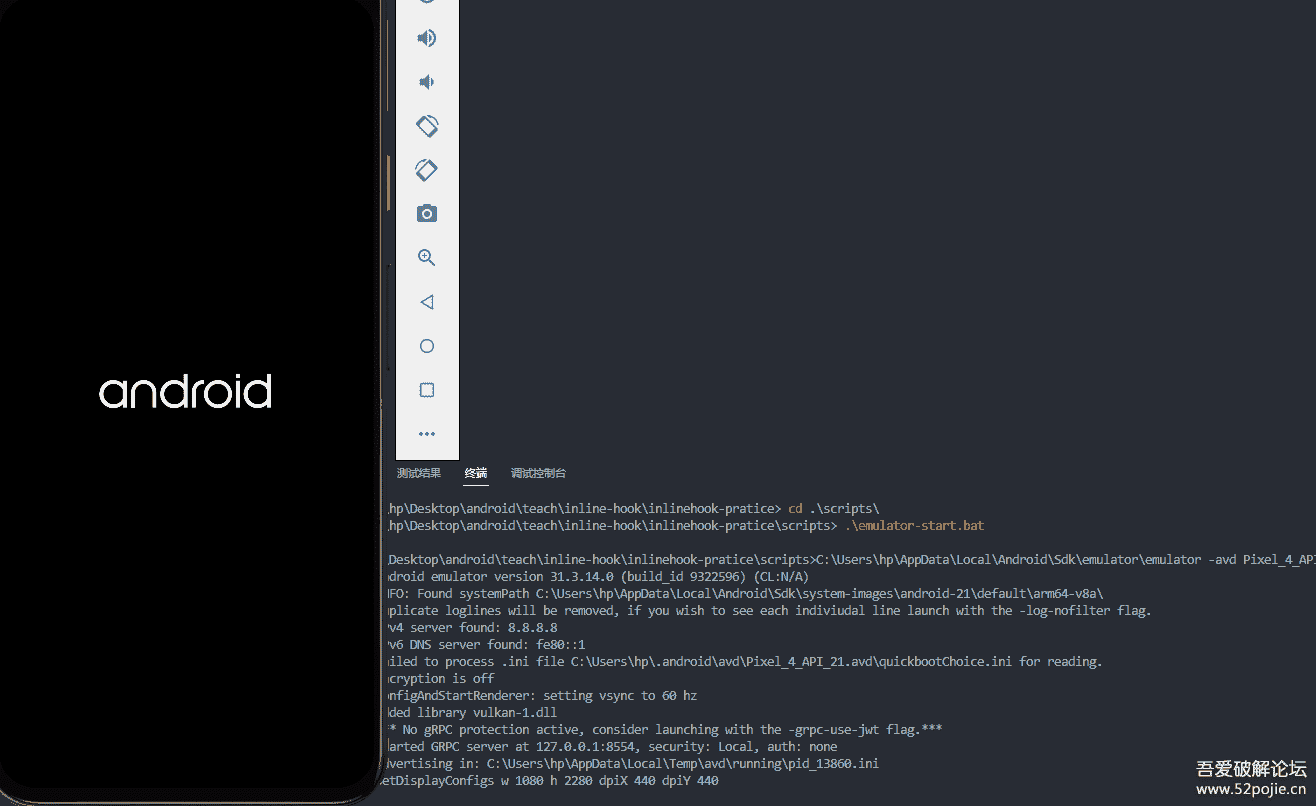 android
测试结果 终端 调试控制台
hp\Desktop\android\teach\inline-hook\inlinehook-pratice> cd .\scripts\
hp\Desktop\android\teach\inline-hook\inlinehook-pratice\scripts> .\emulator-start.bat
Desktop\android\teach\inline-hook\inlinehook-pratice\scripts>C:\Users\hp\AppData\Local\Android\Sdk\emulator\emulator -avd Pixel_4_API
droid emulator version 31.3.14.0 (build_id 9322596) (CL:N/A)
FO: Found systemPath C:\Users\hp\AppData\Local\Android\Sdk\system-images\android-21\default\arm64-v8a\
plicate loglines will be removed, if you wish to see each indiviudal line launch with the -log-nofilter flag.
v4 server found: 8.8.8.8
v6 DNS server found: fe80::1
iled to process .ini file C:\Users\hp\.android\avd\Pixel_4_API_21.avd\quickbootChoice.ini for reading.
cryption is off
nfigAndStartRenderer: setting vsync to 60 hz
ded library vulkan-1.dll
* No gRPC protection active, consider launching with the -grpc-use-jwt flag.***
arted GRPC server at 127.0.0.1:8554, security: Local, auth: none
vertising in: C:\Users\hp\AppData\Local\Temp\avd\running\pid_13860.ini
etDisplayConfigs w 1080 h 2280 dpiX 440 dpiY 440
吾爱破解论坛
www.52pojie.cn